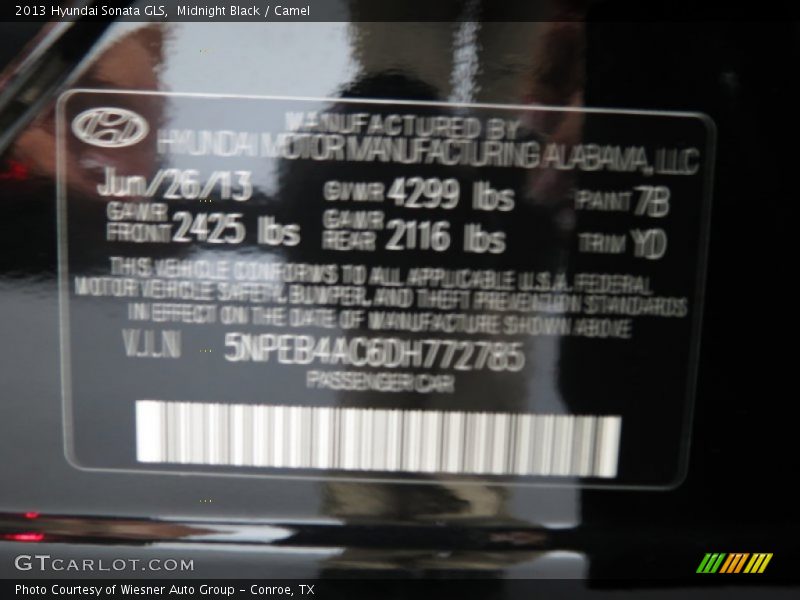 2013 Hyundai Sonata GLS,  Midnight Black / Camel
MANUFACTURED BY
HYUNDAI MOTOR MANUFACTURING ALABAMA, LLC
Jun/26/13 GVWR 4299 lbs PAINT 7B
GAWR FRONT 2425 lbs GAWR REAR 2116 lbs TRIM YD
THIS VEHICLE CONFORMS TO ALL APPLICABLE U.S.A. FEDERAL
MOTOR VEHICLE SAFETY, BUMPER, AND THEFT PREVENTION STANDARDS
IN EFFECT ON THE DATE OF MANUFACTURE SHOWN ABOVE
V.I.N 5NPEB4AC6DH772785
PASSENGER CAR
GTCARLOT.COM
Photo Courtesy of Wiesner Auto Group - Conroe, TX